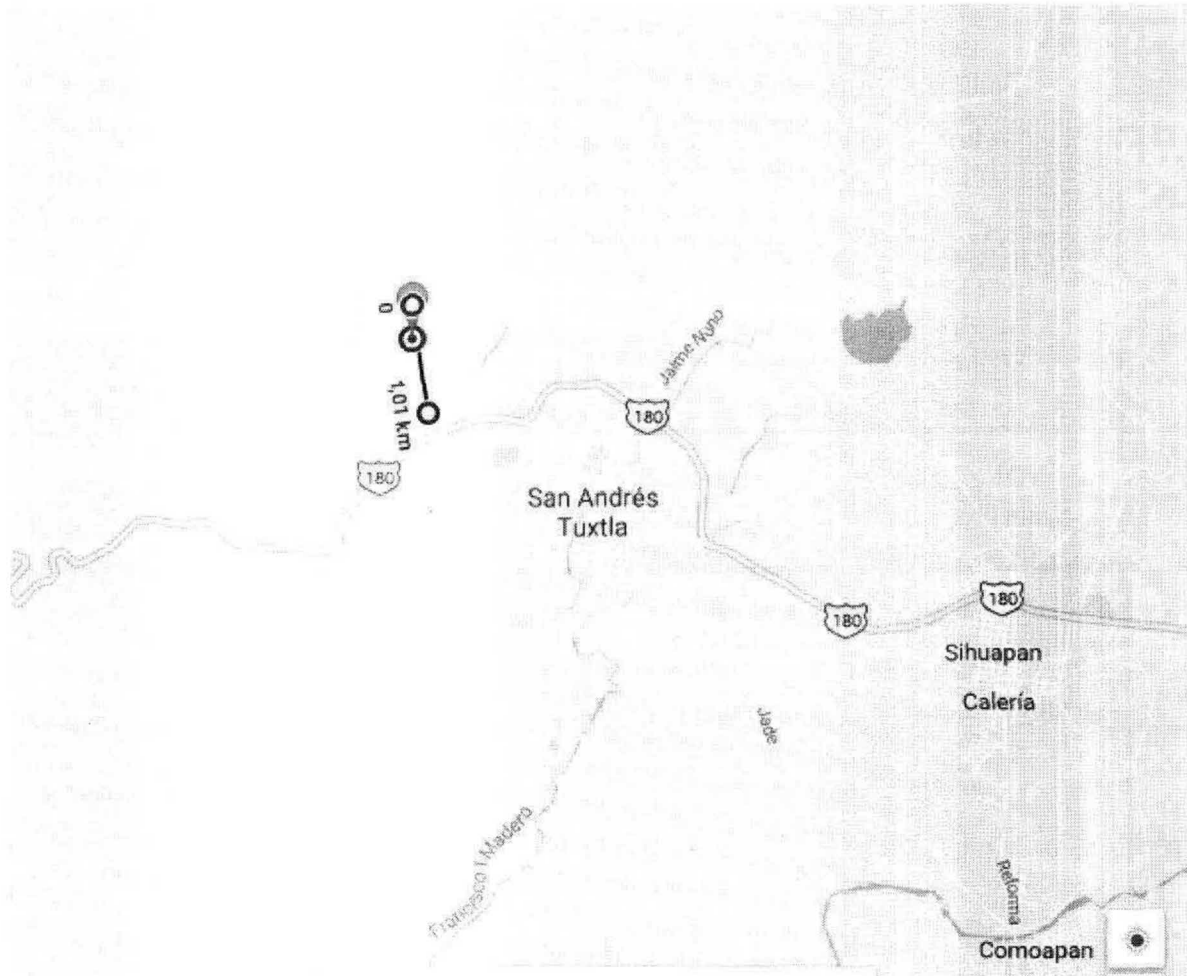 0
1,01 km
Jaime Nuno
180
180
San Andrés
Tuxtla
180
180
Sihuapan
Calería
Jade
Francisco I Madero
Reforma
Comoapan